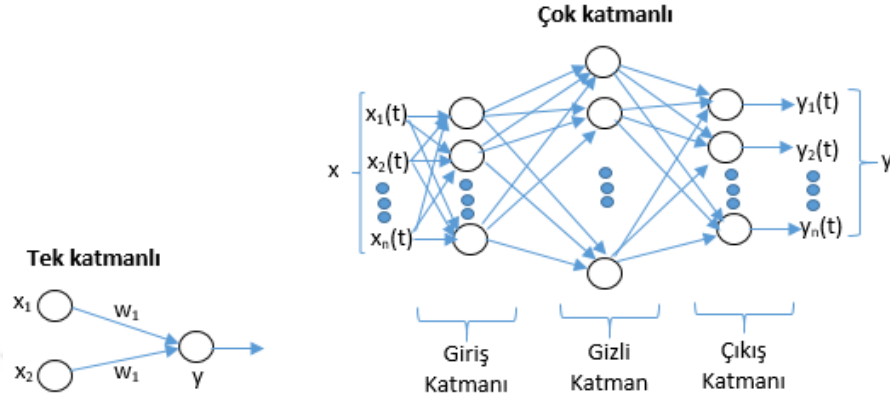 Çok katmanlı
x₁(t)
x₂(t)
xₙ(t)
x
y₁(t)
y₂(t)
yₙ(t)
y
Giriş
Katmanı
Gizli
Katman
Çıkış
Katmanı
Tek katmanlı
x₁
w₁
x₂
w₁
y